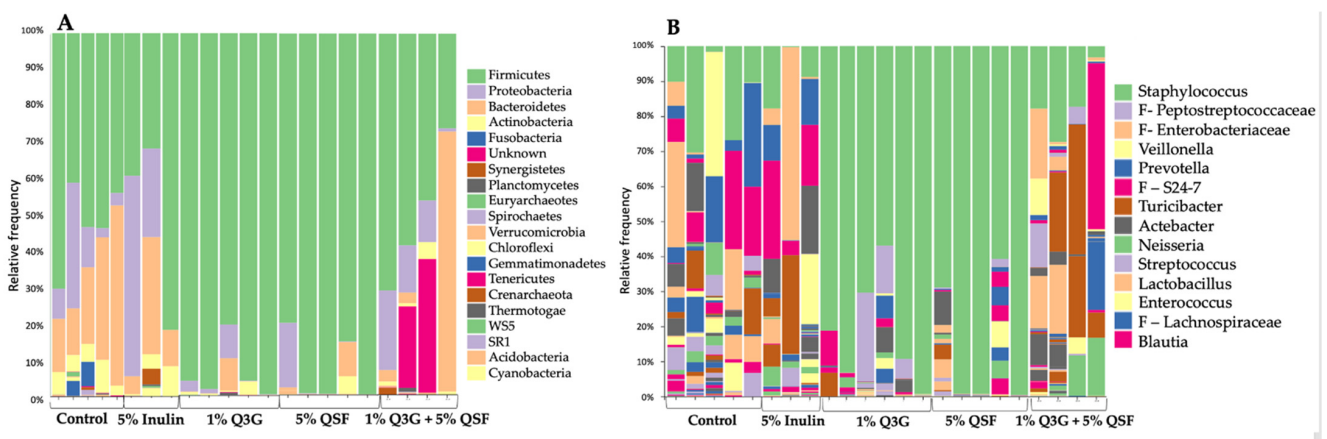 A
100%
90%
80%
70%
60%
50%
40%
30%
20%
10%
0%
Relative frequency
Control
5% Inulin
1% Q3G
5% QSF
1% Q3G + 5% QSF
Firmicutes
Proteobacteria
Bacteroidetes
Actinobacteria
Fusobacteria
Unknown
Synergistetes
Planctomycetes
Euryarchaeotes
Spirochaetes
Verrucomicrobia
Chloroflexi
Gemmatimonadetes
Tenericutes
Crenarchaeota
Thermotogae
WS5
SR1
Acidobacteria
Cyanobacteria
B
100%
90%
80%
70%
60%
50%
40%
30%
20%
10%
0%
Relative frequency
Control
5% Inulin
1% Q3G
5% QSF
1% Q3G + 5% QSF
Staphylococcus
F- Peptostreptococcaceae
F- Enterobacteriaceae
Veillonella
Prevotella
F – S24-7
Turicibacter
Actebacter
Neisseria
Streptococcus
Lactobacillus
Enterococcus
F – Lachnospiraceae
Blautia